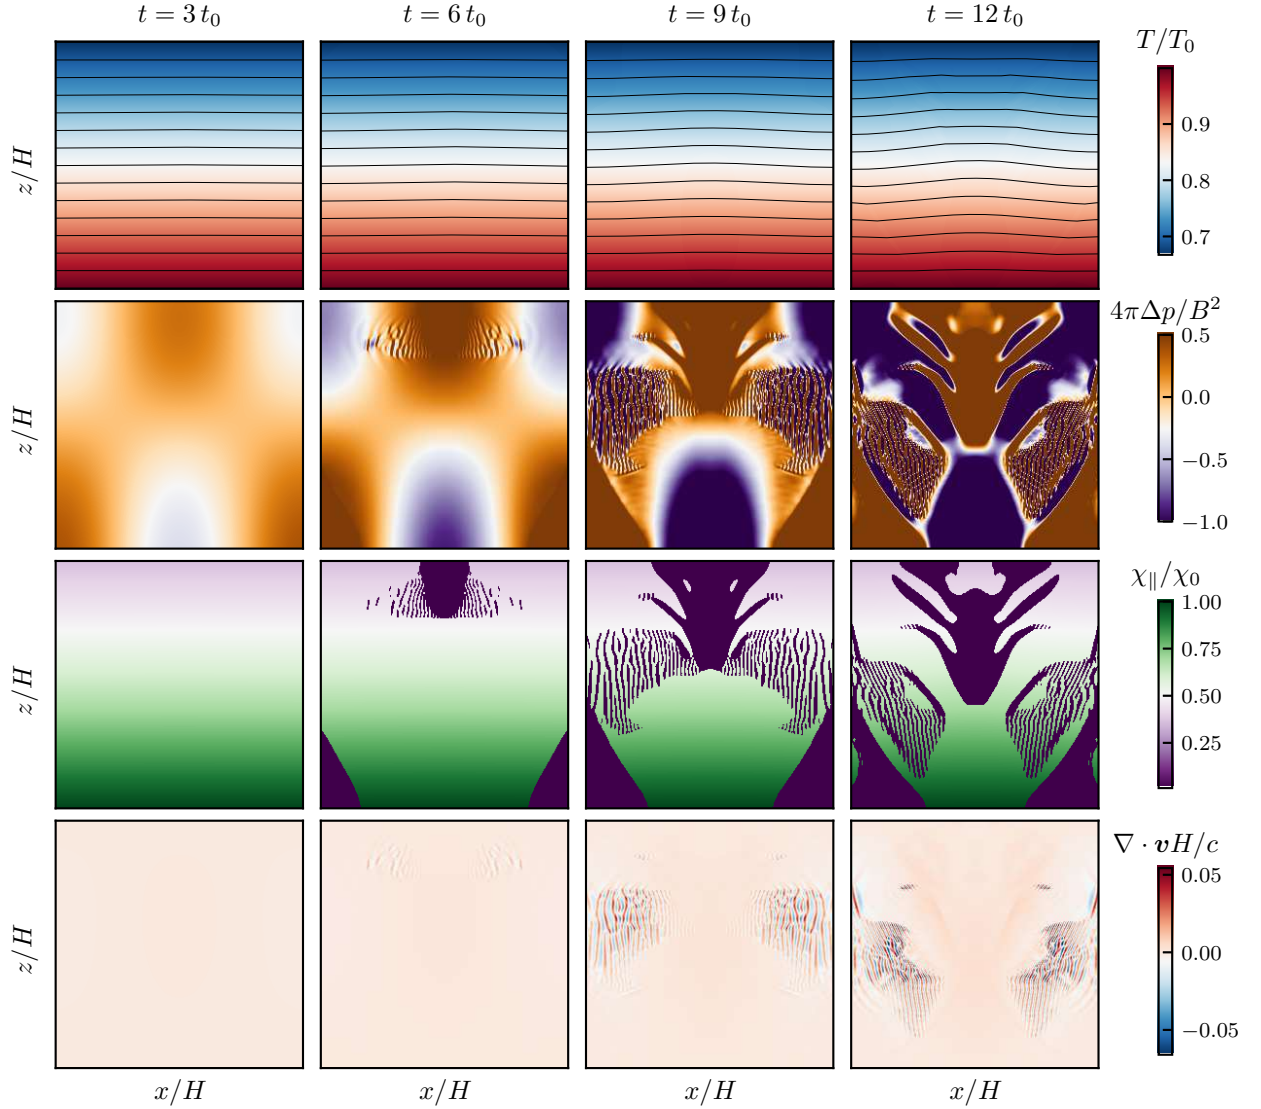 t = 3 t₀
t = 6 t₀
t = 9 t₀
t = 12 t₀
T/T₀
z/H
0.9
0.8
0.7
4πΔp/B²
z/H
0.5
0.0
−0.5
−1.0
χ∥/χ₀
z/H
1.00
0.75
0.50
0.25
∇ · vH/c
z/H
0.05
0.00
−0.05
x/H
x/H
x/H
x/H